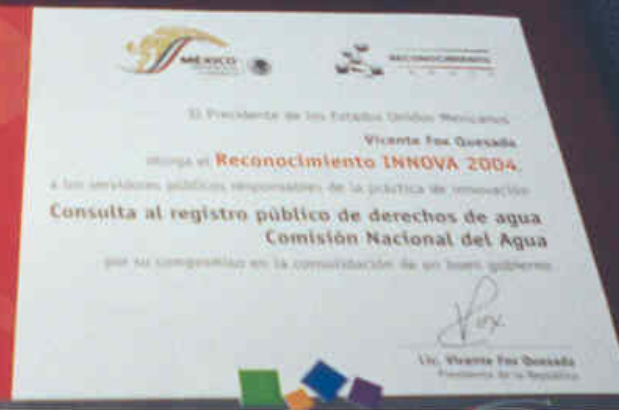 MÉXICO
RECONOCIMIENTO
El Presidente de los Estados Unidos Mexicanos
Vicente Fox Quesada
otorga el Reconocimiento INNOVA 2004,
a los servidores públicos responsables de la práctica de innovación
Consulta al registro público de derechos de agua
Comisión Nacional del Agua
por su compromiso en la consolidación de un buen gobierno
Fox
Lic. Vicente Fox Quesada
Presidente de la República